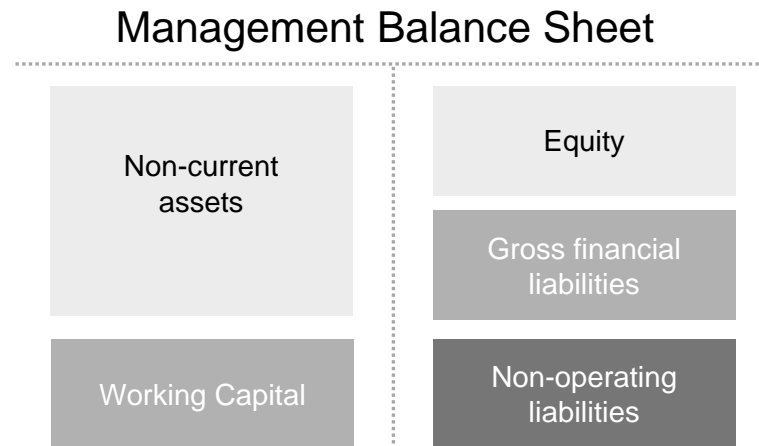 Management Balance Sheet
Non-current
assets
Working Capital
Equity
Gross financial
liabilities
Non-operating
liabilities